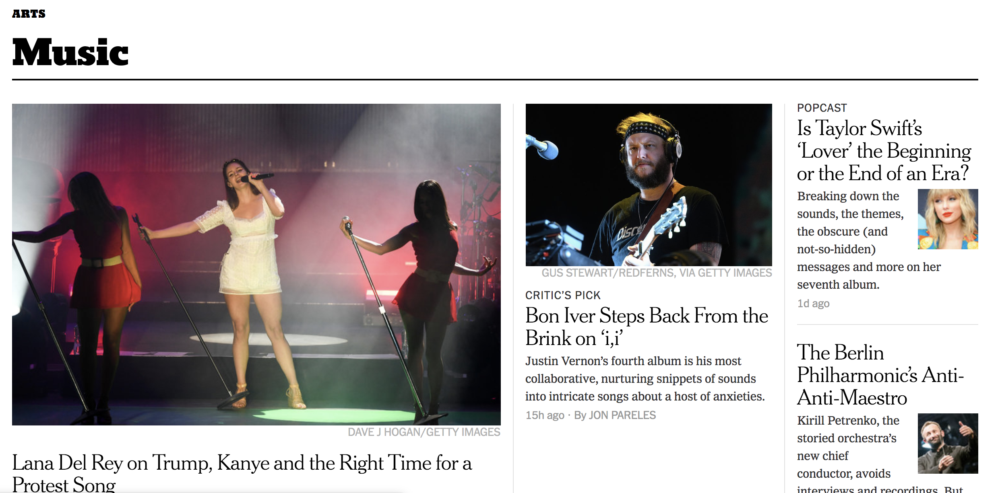 ARTS
Music
DAVE J HOGAN/GETTY IMAGES
Lana Del Rey on Trump, Kanye and the Right Time for a
Protest Song
Disc
GUS STEWART/REDFERNS, VIA GETTY IMAGES
CRITIC’S PICK
Bon Iver Steps Back From the
Brink on ‘i,i’
Justin Vernon’s fourth album is his most
collaborative, nurturing snippets of sounds
into intricate songs about a host of anxieties.
15h ago · By JON PARELES
POPCAST
Is Taylor Swift’s
‘Lover’ the Beginning
or the End of an Era?
Breaking down the
sounds, the themes,
the obscure (and
not-so-hidden)
messages and more on her
seventh album.
1d ago
The Berlin
Philharmonic’s Anti-
Anti-Maestro
Kirill Petrenko, the
storied orchestra’s
new chief
conductor, avoids
interviews and recordings. But